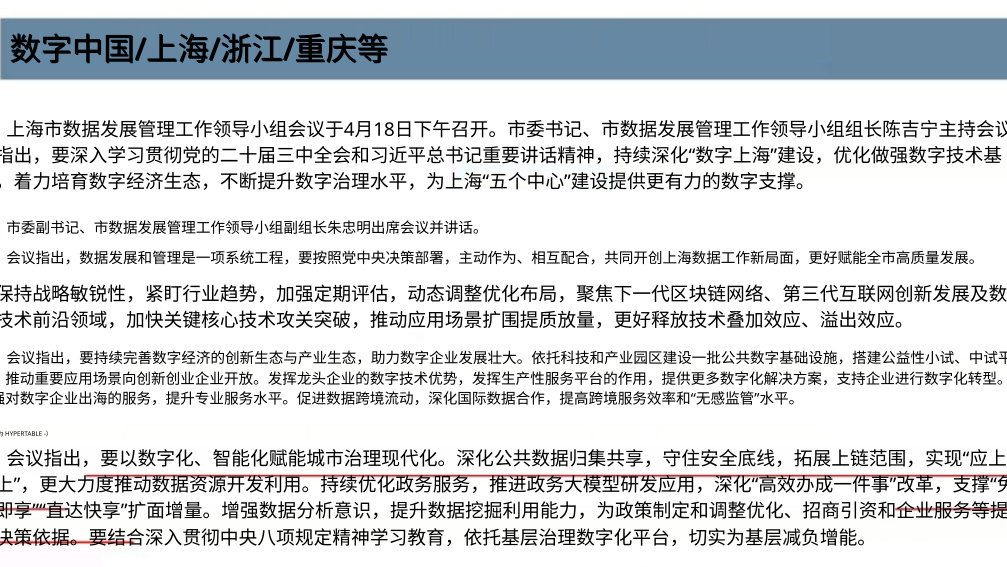 数字中国/上海/浙江/重庆等
上海市数据发展管理工作领导小组会议于4月18日下午召开。市委书记、市数据发展管理工作领导小组组长陈吉宁主持会议
指出，要深入学习贯彻党的二十届三中全会和习近平总书记重要讲话精神，持续深化“数字上海”建设，优化做强数字技术基
，着力培育数字经济生态，不断提升数字治理水平，为上海“五个中心”建设提供更有力的数字支撑。
市委副书记、市数据发展管理工作领导小组副组长朱忠明出席会议并讲话。
会议指出，数据发展和管理是一项系统工程，要按照党中央决策部署，主动作为、相互配合，共同开创上海数据工作新局面，更好赋能全市高质量发展。
保持战略敏锐性，紧盯行业趋势，加强定期评估，动态调整优化布局，聚焦下一代区块链网络、第三代互联网创新发展及数
技术前沿领域，加快关键核心技术攻关突破，推动应用场景扩围提质放量，更好释放技术叠加效应、溢出效应。
会议指出，要持续完善数字经济的创新生态与产业生态，助力数字企业发展壮大。依托科技和产业园区建设一批公共数字基础设施，搭建公益性小试、中试平
推动重要应用场景向创新创业企业开放。发挥龙头企业的数字技术优势，发挥生产性服务平台的作用，提供更多数字化解决方案，支持企业进行数字化转型。
强对数字企业出海的服务，提升专业服务水平。促进数据跨境流动，深化国际数据合作，提高跨境服务效率和“无感监管”水平。
为 HYPERTABLE -)
会议指出，要以数字化、智能化赋能城市治理现代化。深化公共数据归集共享，守住安全底线，拓展上链范围，实现“应上
上”，更大力度推动数据资源开发利用。持续优化政务服务，推进政务大模型研发应用，深化“高效办成一件事”改革，支撑“免
即享”“直达快享”扩面增量。增强数据分析意识，提升数据挖掘利用能力，为政策制定和调整优化、招商引资和企业服务等提
决策依据。要结合深入贯彻中央八项规定精神学习教育，依托基层治理数字化平台，切实为基层减负增能。